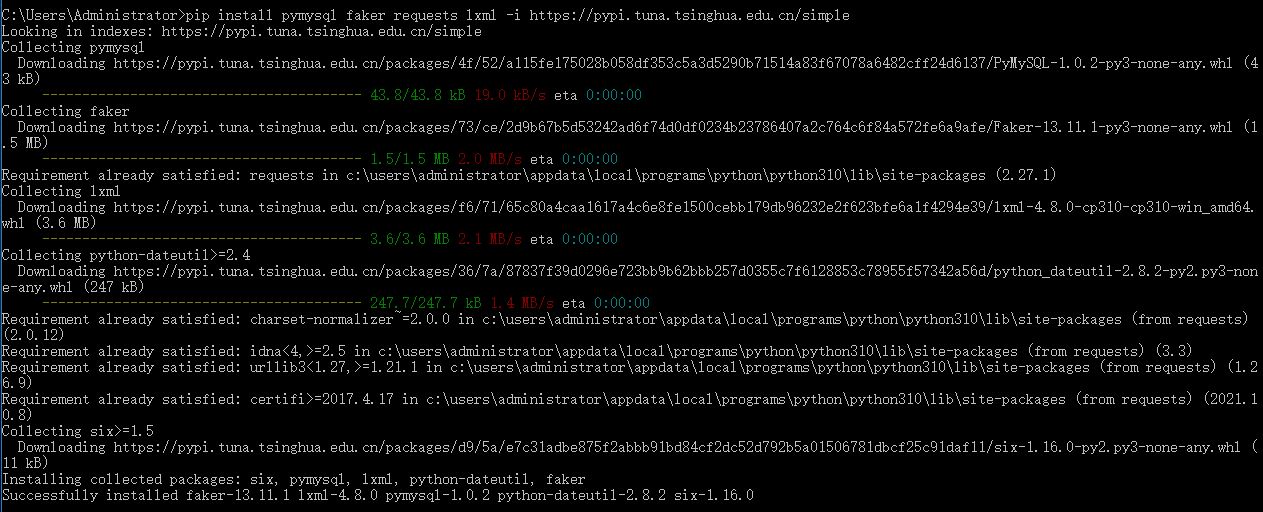 C:\Users\Administrator>pip install pymysql faker requests lxml -i https://pypi.tuna.tsinghua.edu.cn/simple
Looking in indexes: https://pypi.tuna.tsinghua.edu.cn/simple
Collecting pymysql
  Downloading https://pypi.tuna.tsinghua.edu.cn/packages/4f/52/a115fe175028b058df353c5a3d5290b71514a83f67078a6482cff24d6137/PyMySQL-1.0.2-py3-none-any.whl (4
3 kB)
     ---------------------------------------- 43.8/43.8 kB 19.0 kB/s eta 0:00:00
Collecting faker
  Downloading https://pypi.tuna.tsinghua.edu.cn/packages/73/ce/2d9b67b5d53242ad6f74d0df0234b23786407a2c764c6f84a572fe6a9afe/Faker-13.11.1-py3-none-any.whl (1
.5 MB)
     ---------------------------------------- 1.5/1.5 MB 2.0 MB/s eta 0:00:00
Requirement already satisfied: requests in c:\users\administrator\appdata\local\programs\python\python310\lib\site-packages (2.27.1)
Collecting lxml
  Downloading https://pypi.tuna.tsinghua.edu.cn/packages/f6/71/65c80a4caa1617a4c6e8fe1500cebb179db96232e2f623bfe6a1f4294e39/lxml-4.8.0-cp310-cp310-win_amd64.
whl (3.6 MB)
     ---------------------------------------- 3.6/3.6 MB 2.1 MB/s eta 0:00:00
Collecting python-dateutil>=2.4
  Downloading https://pypi.tuna.tsinghua.edu.cn/packages/36/7a/87837f39d0296e723bb9b62bbb257d0355c7f6128853c78955f57342a56d/python_dateutil-2.8.2-py2.py3-non
e-any.whl (247 kB)
     ---------------------------------------- 247.7/247.7 kB 1.4 MB/s eta 0:00:00
Requirement already satisfied: charset-normalizer~=2.0.0 in c:\users\administrator\appdata\local\programs\python\python310\lib\site-packages (from requests)
(2.0.12)
Requirement already satisfied: idna<4,>=2.5 in c:\users\administrator\appdata\local\programs\python\python310\lib\site-packages (from requests) (3.3)
Requirement already satisfied: urllib3<1.27,>=1.21.1 in c:\users\administrator\appdata\local\programs\python\python310\lib\site-packages (from requests) (1.2
6.9)
Requirement already satisfied: certifi>=2017.4.17 in c:\users\administrator\appdata\local\programs\python\python310\lib\site-packages (from requests) (2021.1
0.8)
Collecting six>=1.5
  Downloading https://pypi.tuna.tsinghua.edu.cn/packages/d9/5a/e7c31adbe875f2abbb91bd84cf2dc52d792b5a01506781dbcf25c91daf11/six-1.16.0-py2.py3-none-any.whl (
11 kB)
Installing collected packages: six, pymysql, lxml, python-dateutil, faker
Successfully installed faker-13.11.1 lxml-4.8.0 pymysql-1.0.2 python-dateutil-2.8.2 six-1.16.0